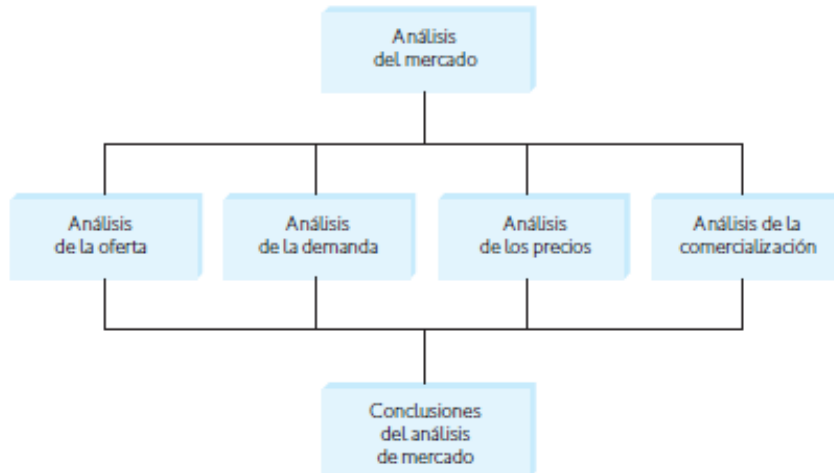 Análisis
del mercado
Análisis
de la oferta
Análisis
de la demanda
Análisis
de los precios
Análisis de la
comercialización
Conclusiones
del análisis
de mercado